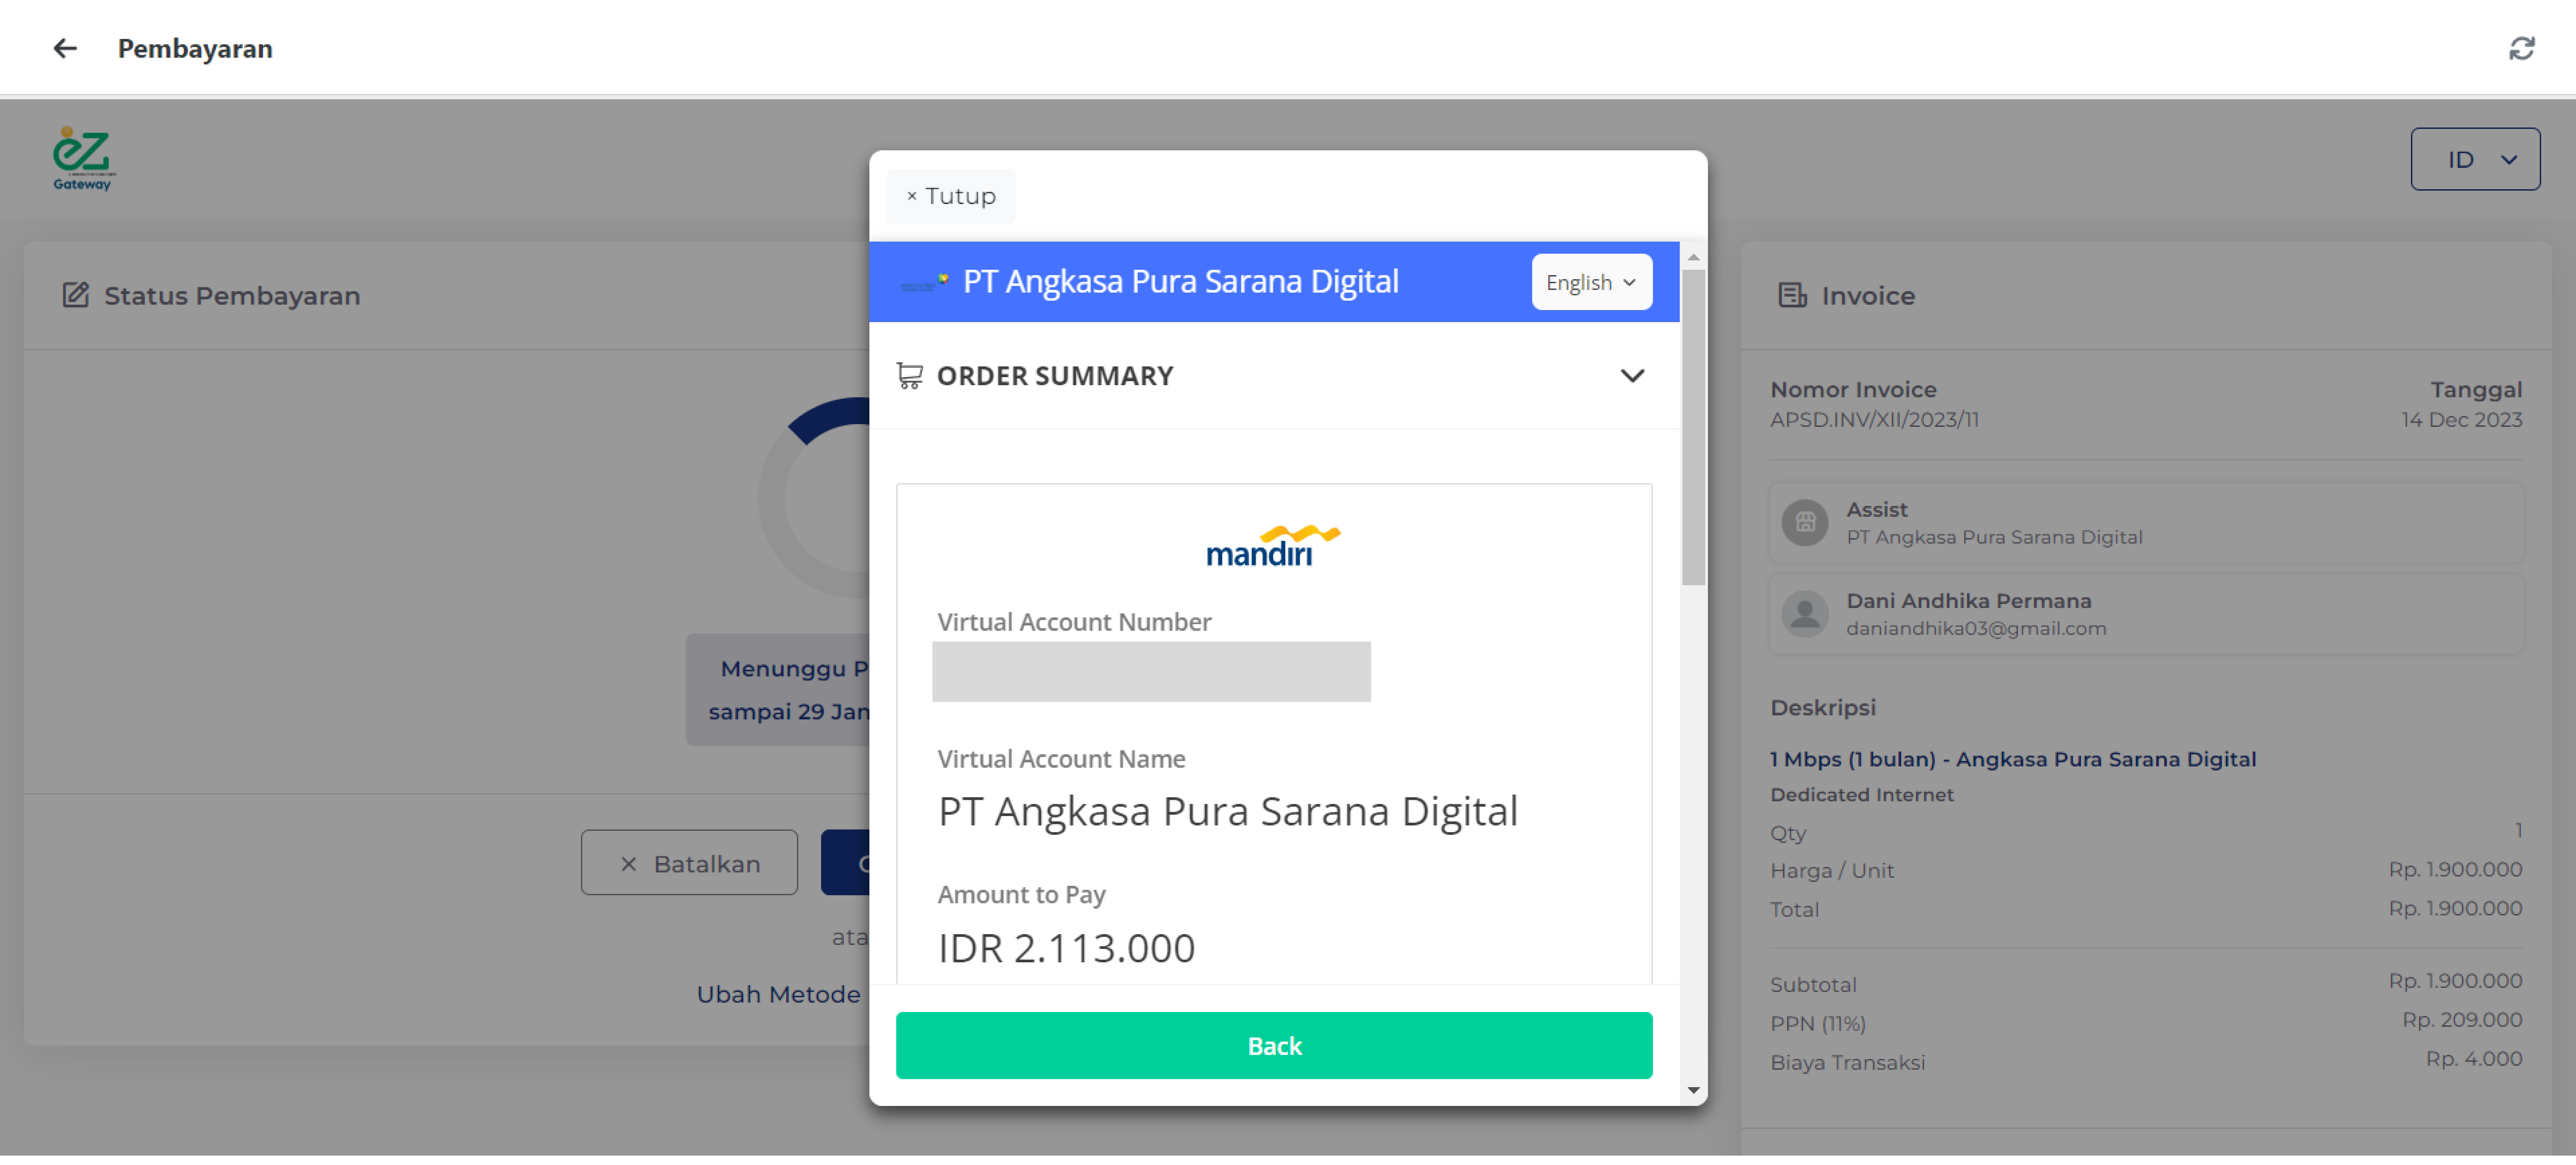 Pembayaran
eZ
Gateway
ID
Status Pembayaran
Menunggu P
sampai 29 Jan
× Batalkan
C
ata
Ubah Metode
× Tutup
PT Angkasa Pura Sarana Digital
English
ORDER SUMMARY
mandiri
Virtual Account Number
Virtual Account Name
PT Angkasa Pura Sarana Digital
Amount to Pay
IDR 2.113.000
Back
Invoice
Nomor Invoice Tanggal
APSD.INV/XII/2023/11 14 Dec 2023
Assist
PT Angkasa Pura Sarana Digital
Dani Andhika Permana
daniandhika03@gmail.com
Deskripsi
1 Mbps (1 bulan) - Angkasa Pura Sarana Digital
Dedicated Internet
Qty 1
Harga / Unit Rp. 1.900.000
Total Rp. 1.900.000
Subtotal Rp. 1.900.000
PPN (11%) Rp. 209.000
Biaya Transaksi Rp. 4.000